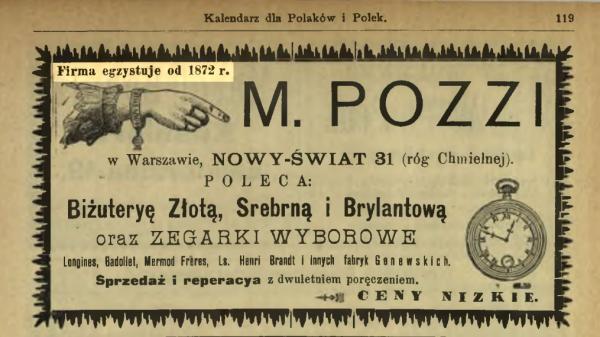 Kalendarz dla Polaków i Polek.
119
Firma egzystuje od 1872 r.
M. POZZI
w Warszawie, NOWY-ŚWIAT 31 (róg Chmielnej).
POLECA:
Biżuteryę Złotą, Srebrną i Brylantową
oraz ZEGARKI WYBOROWE
Longines, Badollet, Mermod Frères, Ls. Henri Brandt i innych fabryk Genewskich.
Sprzedaż i reperacya z dwuletniem poręczeniem.
CENY NIZKIE.